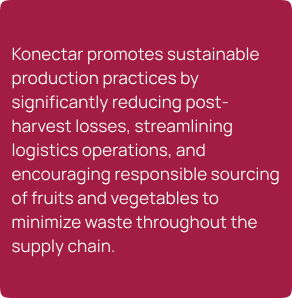 Konectar promotes sustainable
production practices by
significantly reducing post-
harvest losses, streamlining
logistics operations, and
encouraging responsible sourcing
of fruits and vegetables to
minimize waste throughout the
supply chain.